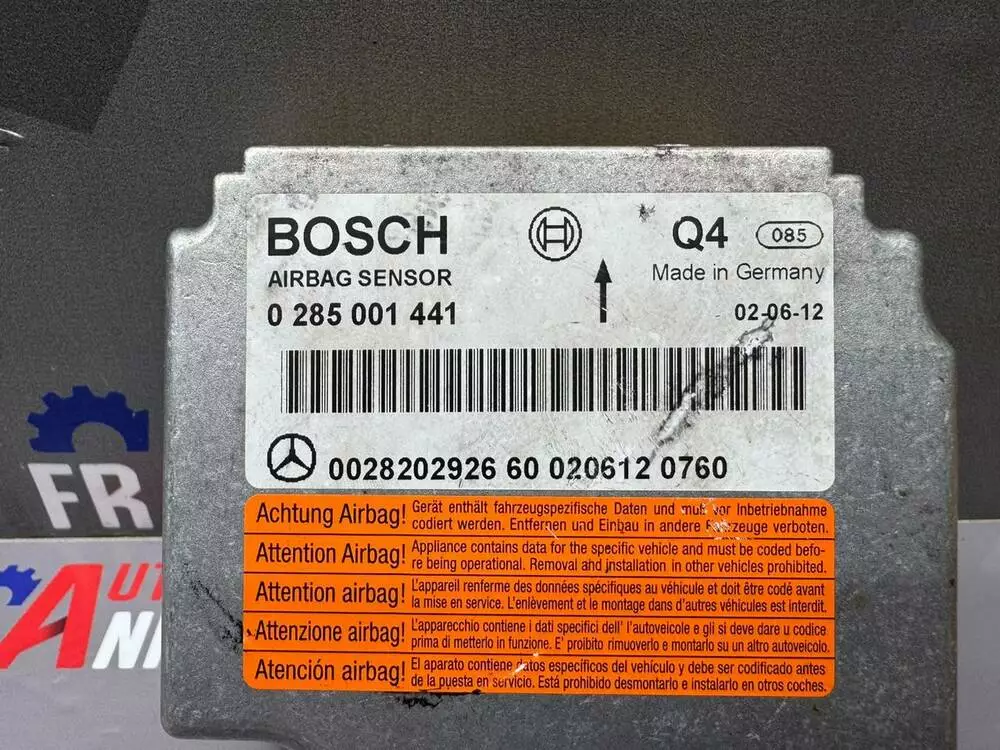 BOSCH
Q4
085
AIRBAG SENSOR
Made in Germany
0 285 001 441
02-06-12
0028202926 60 020612 0760
Achtung Airbag!
Gerät enthält fahrzeugspezifische Daten und muß vor Inbetriebnahme
codiert werden. Entfernen und Einbau in andere Fahrzeuge verboten.
Attention Airbag!
Appliance contains data for the specific vehicle and must be coded befo-
re being operational. Removal and installation in other vehicles prohibited.
Attention airbag!
L'appareil renferme des données spécifiques au véhicule et doit être codé avant
la mise en service. L'enlèvement et le montage dans d'autres véhicules est interdit.
Attenzione airbag!
L'apparecchio contiene i dati specifici dell' l'autoveicole e gli si deve dare u codice
prima di metterlo in funzione. E' proibito rimuoverlo e montarlo su un altro autoveicolo.
Atención airbag!
El aparato contiene datos específicos del vehículo y debe ser codificado antes
de la puesta en servicio. Está prohibido desmontarlo e instalarlo en otros coches.
FR
AUT
ANI